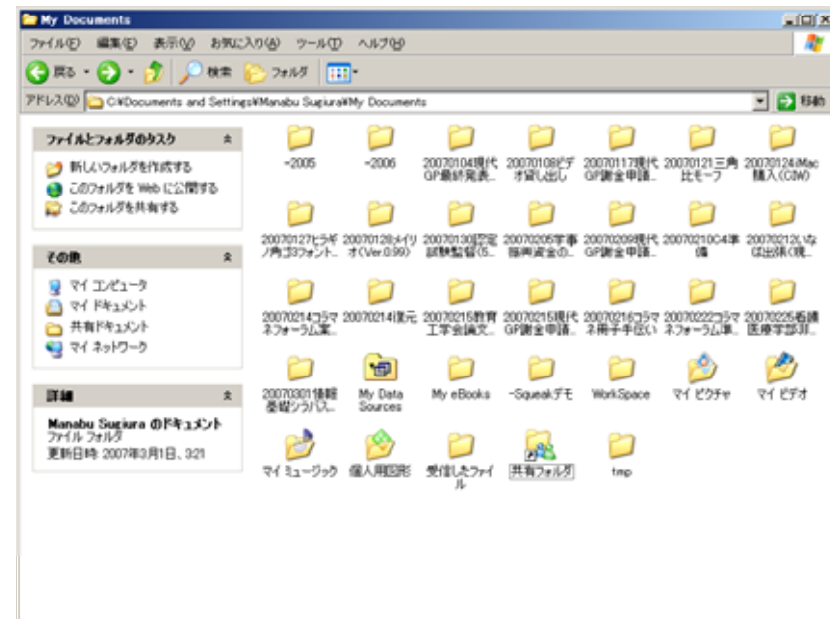 My Documents
ファイル(F) 編集(E) 表示(V) お気に入り(A) ツール(T) ヘルプ(H)
戻る 検索 フォルダ
アドレス(D) C:¥Documents and Settings¥Manabu Sugiura¥My Documents 移動
ファイルとフォルダのタスク
新しいフォルダを作成する
このフォルダを Web に公開する
このフォルダを共有する
その他
マイ コンピュータ
マイ ドキュメント
共有ドキュメント
マイ ネットワーク
詳細
Manabu Sugiura のドキュメント
ファイル フォルダ
更新日時: 2007年3月1日、3:21
~2005 ~2006 20070104現代 20070108ビデ 20070117現代 20070121三角 20070124iMac
GP最終発表... オ貸し出し GP謝金申請... 比モーフ 購入(CIW)
20070127ヒラギ 20070128メイリ 20070130認定 20070205学事 20070209現代 20070210C4準 20070212いな
ノ角ゴ3フォント... オ(Ver.0.99) 試験監督(5... 振興資金の... GP謝金申請... 備 ば出張(現...
20070214コラマ 20070214復元 20070215教育 20070215現代 20070216コラマ 20070222コラマ 20070225看護
ネフォーラム案... 工学会論文... GP謝金申請... ネ冊子手伝い ネフォーラム準... 医療学部非...
20070301情報 My Data My eBooks ~Squeakデモ WorkSpace マイ ピクチャ マイ ビデオ
基礎シラバス... Sources
マイ ミュージック 個人用図形 受信したファイ 共有フォルダ tmp
ル